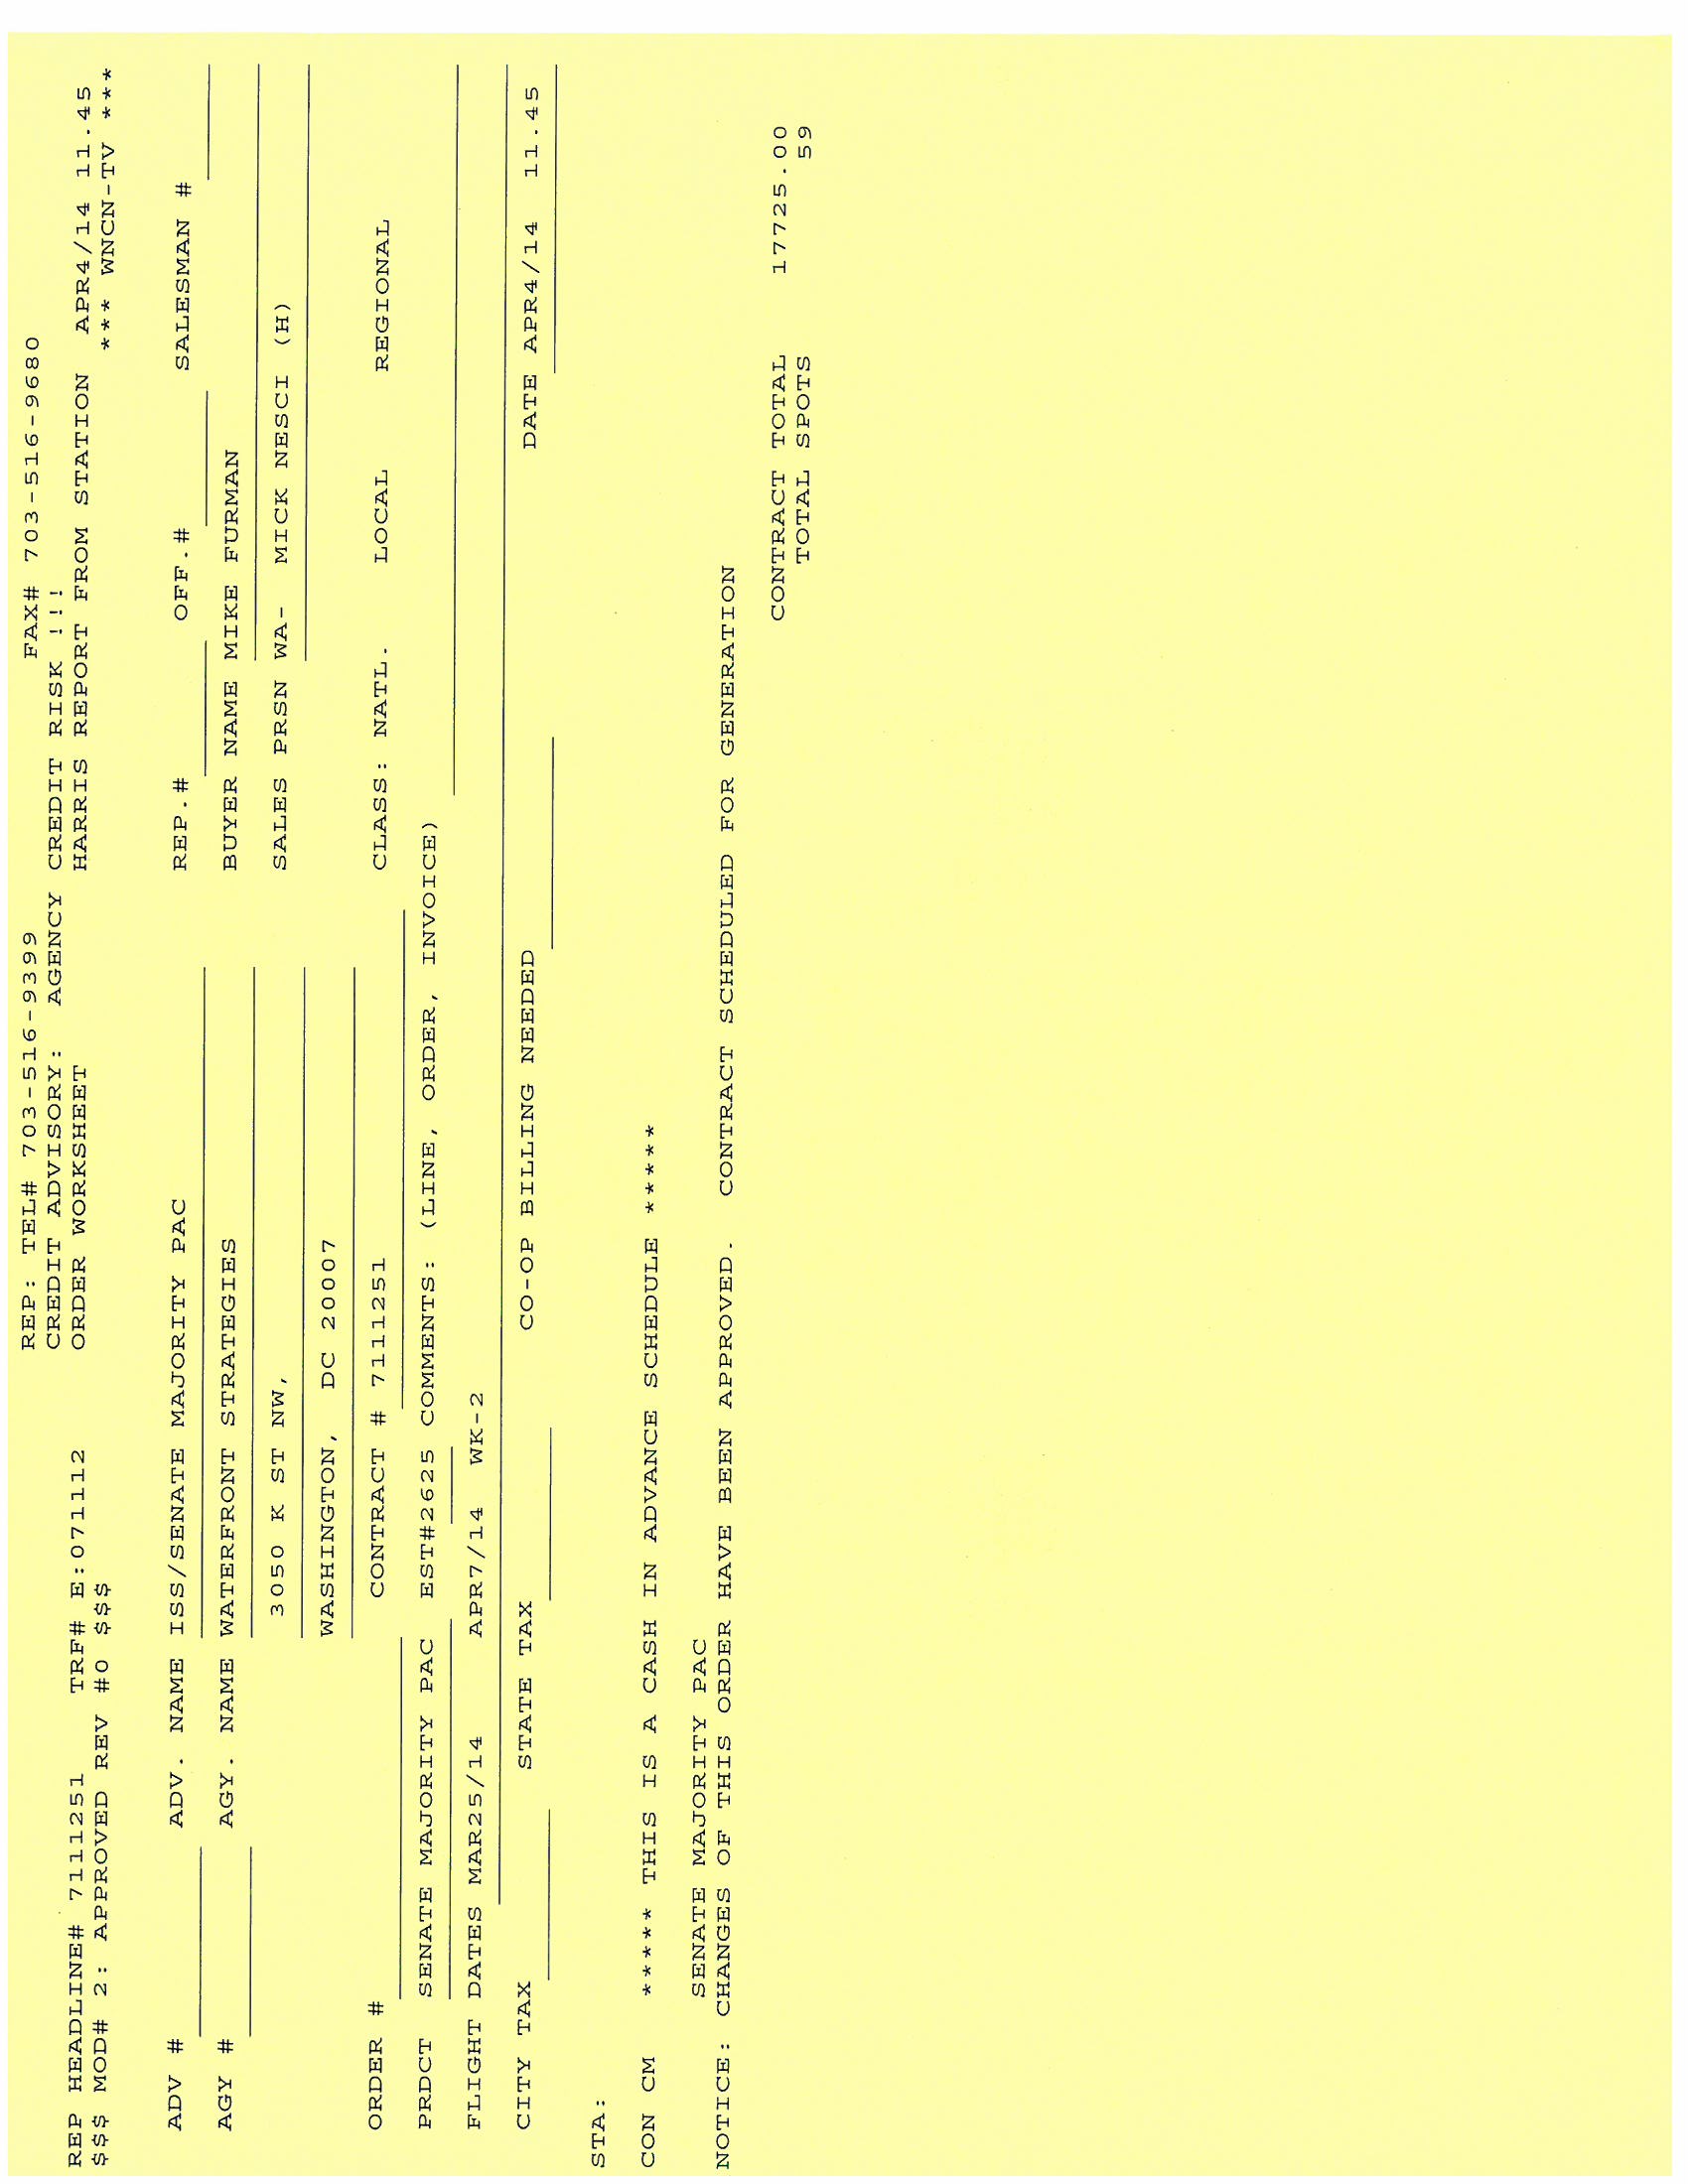 REP: TEL# 703-516-9399 FAX# 703-516-9680
CREDIT ADVISORY: AGENCY CREDIT RISK !!!
REP HEADLINE# 7111251 TRF# E:071112 ORDER WORKSHEET HARRIS REPORT FROM STATION APR4/14 11.45
$$$ MOD# 2: APPROVED REV #0 $$$ *** WNCN-TV ***
ADV # ADV. NAME ISS/SENATE MAJORITY PAC REP.# OFF.# SALESMAN #
AGY # AGY. NAME WATERFRONT STRATEGIES BUYER NAME MIKE FURMAN
3050 K ST NW, SALES PRSN WA- MICK NESCI (H)
WASHINGTON, DC 20007
ORDER # CONTRACT # 7111251 CLASS: NATL. LOCAL REGIONAL
PRDCT SENATE MAJORITY PAC EST#2625 COMMENTS: (LINE, ORDER, INVOICE)
FLIGHT DATES MAR25/14 APR7/14 WK-2
CITY TAX STATE TAX CO-OP BILLING NEEDED DATE APR4/14 11.45
STA:
CON CM ***** THIS IS A CASH IN ADVANCE SCHEDULE *****
SENATE MAJORITY PAC
NOTICE: CHANGES OF THIS ORDER HAVE BEEN APPROVED. CONTRACT SCHEDULED FOR GENERATION
CONTRACT TOTAL 17725.00
TOTAL SPOTS 59